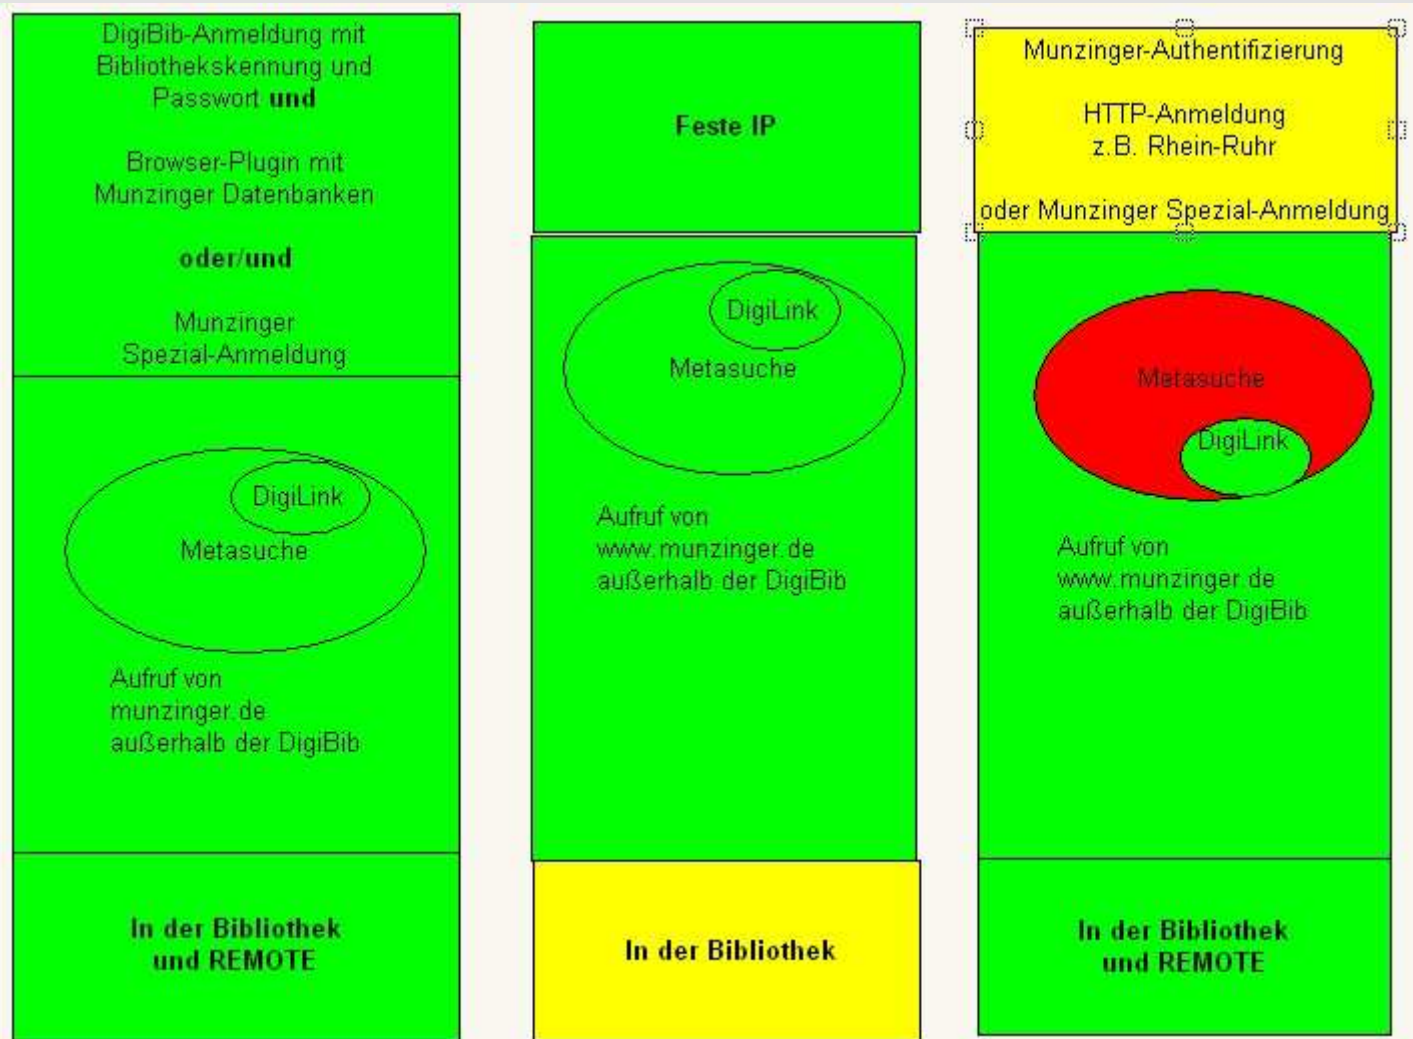 DigiBib-Anmeldung mit
Bibliothekskennung und
Passwort und
Browser-Plugin mit
Munzinger Datenbanken
oder/und
Munzinger
Spezial-Anmeldung
DigiLink
Metasuche
Aufruf von
munzinger.de
außerhalb der DigiBib
In der Bibliothek
und REMOTE
Feste IP
DigiLink
Metasuche
Aufruf von
www.munzinger.de
außerhalb der DigiBib
In der Bibliothek
Munzinger-Authentifizierung
HTTP-Anmeldung
z.B. Rhein-Ruhr
oder Munzinger Spezial-Anmeldung
Metasuche
DigiLink
Aufruf von
www.munzinger.de
außerhalb der DigiBib
In der Bibliothek
und REMOTE